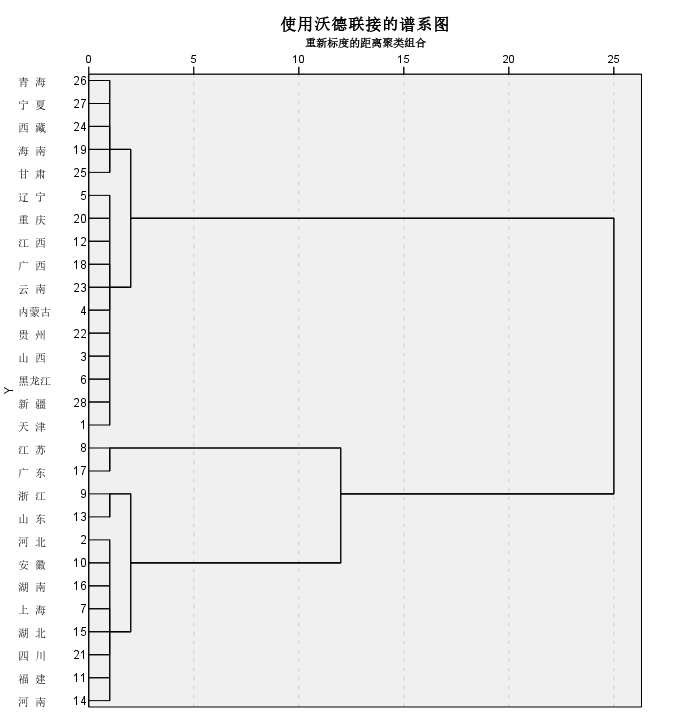 使用沃德联接的谱系图
重新标度的距离聚类组合
0 5 10 15 20 25
青 海 26
宁 夏 27
西 藏 24
海 南 19
甘 肃 25
辽 宁 5
重 庆 20
江 西 12
广 西 18
云 南 23
内蒙古 4
贵 州 22
山 西 3
黑龙江 6
Y
新 疆 28
天 津 1
江 苏 8
广 东 17
浙 江 9
山 东 13
河 北 2
安 徽 10
湖 南 16
上 海 7
湖 北 15
四 川 21
福 建 11
河 南 14